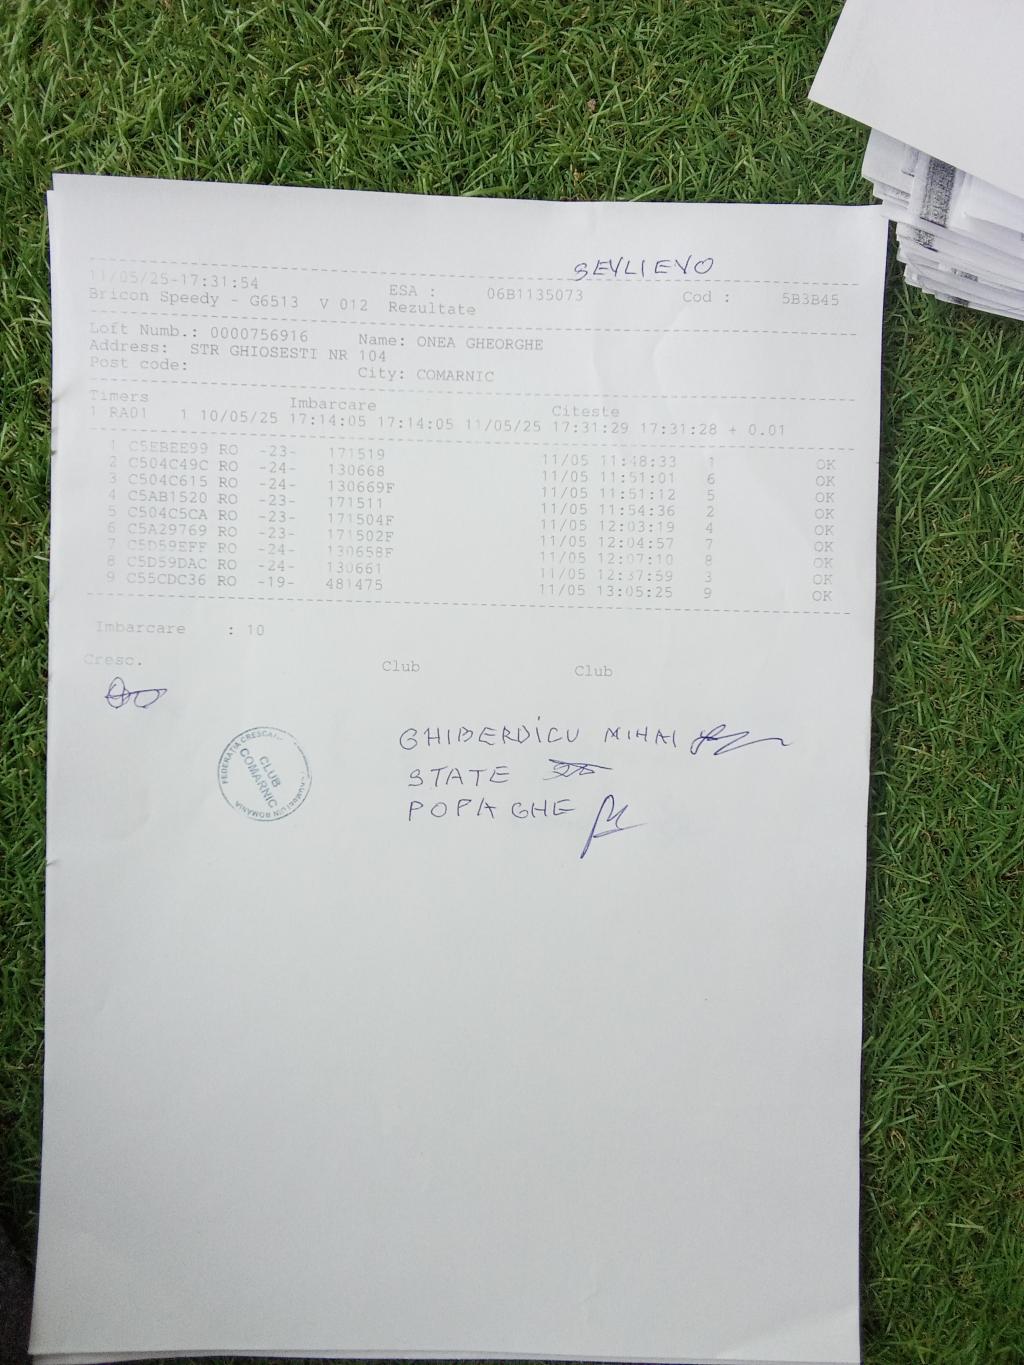 SEVLIEVO
11/05/25-17:31:54 ESA : 06B1135073 Cod : 5B3B45
Bricon Speedy - G6513 V 012 Rezultate
Loft Numb.: 0000756916 Name: ONEA GHEORGHE
Address: STR GHIOSESTI NR 104
Post code: City: COMARNIC
Timers Imbarcare Citeste
1 RA01 1 10/05/25 17:14:05 17:14:05 11/05/25 17:31:29 17:31:28 + 0.01
1 C5EBEE99 RO -23- 171519 11/05 11:48:33 1 OK
2 C504C49C RO -24- 130668 11/05 11:51:01 6 OK
3 C504C615 RO -24- 130669F 11/05 11:51:12 5 OK
4 C5AB1520 RO -23- 171511 11/05 11:54:36 2 OK
5 C504C5CA RO -23- 171504F 11/05 12:03:19 4 OK
6 C5A29769 RO -23- 171502F 11/05 12:04:57 7 OK
7 C5D59EFF RO -24- 130658F 11/05 12:07:10 8 OK
8 C5D59DAC RO -24- 130661 11/05 12:37:59 3 OK
9 C55CDC36 RO -19- 481475 11/05 13:05:25 9 OK
Imbarcare : 10
Cresc. Club Club
GHIBERDICU MIHAI
STATE
POPA GHE
FEDERATIA
CLUB
COMARNIC
ROMANIA